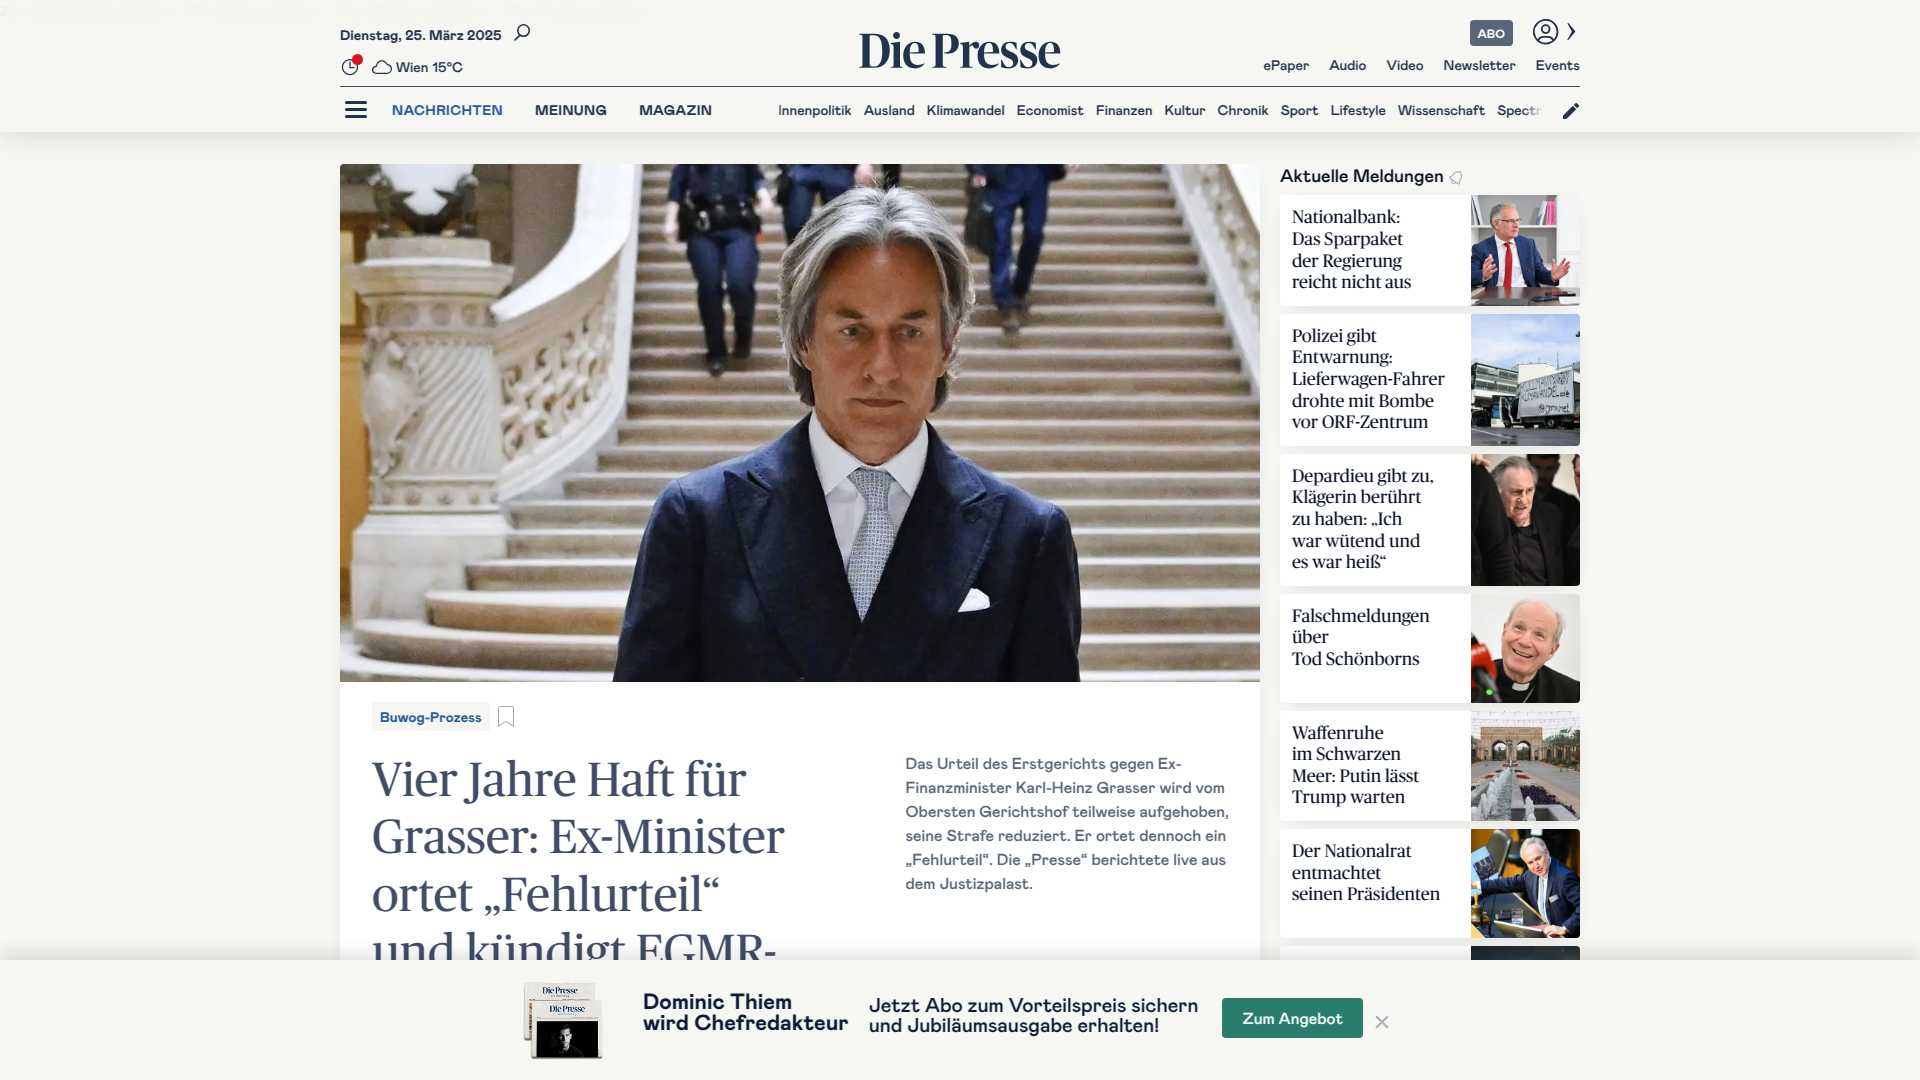 Dienstag, 25. März 2025
Wien 15°C
Die Presse
ABO
ePaper Audio Video Newsletter Events
NACHRICHTEN MEINUNG MAGAZIN
Innenpolitik Ausland Klimawandel Economist Finanzen Kultur Chronik Sport Lifestyle Wissenschaft Spectr
Buwog-Prozess
Vier Jahre Haft für
Grasser: Ex-Minister
ortet „Fehlurteil“
und kündigt EGMR-
Das Urteil des Erstgerichts gegen Ex-
Finanzminister Karl-Heinz Grasser wird vom
Obersten Gerichtshof teilweise aufgehoben,
seine Strafe reduziert. Er ortet dennoch ein
„Fehlurteil“. Die „Presse“ berichtete live aus
dem Justizpalast.
Aktuelle Meldungen
Nationalbank:
Das Sparpaket
der Regierung
reicht nicht aus
Polizei gibt
Entwarnung:
Lieferwagen-Fahrer
drohte mit Bombe
vor ORF-Zentrum
Depardieu gibt zu,
Klägerin berührt
zu haben: „Ich
war wütend und
es war heiß“
Falschmeldungen
über
Tod Schönborns
Waffenruhe
im Schwarzen
Meer: Putin lässt
Trump warten
Der Nationalrat
entmachtet
seinen Präsidenten
Die Presse
Die Presse
Dominic Thiem
wird Chefredakteur
Jetzt Abo zum Vorteilspreis sichern
und Jubiläumsausgabe erhalten!
Zum Angebot